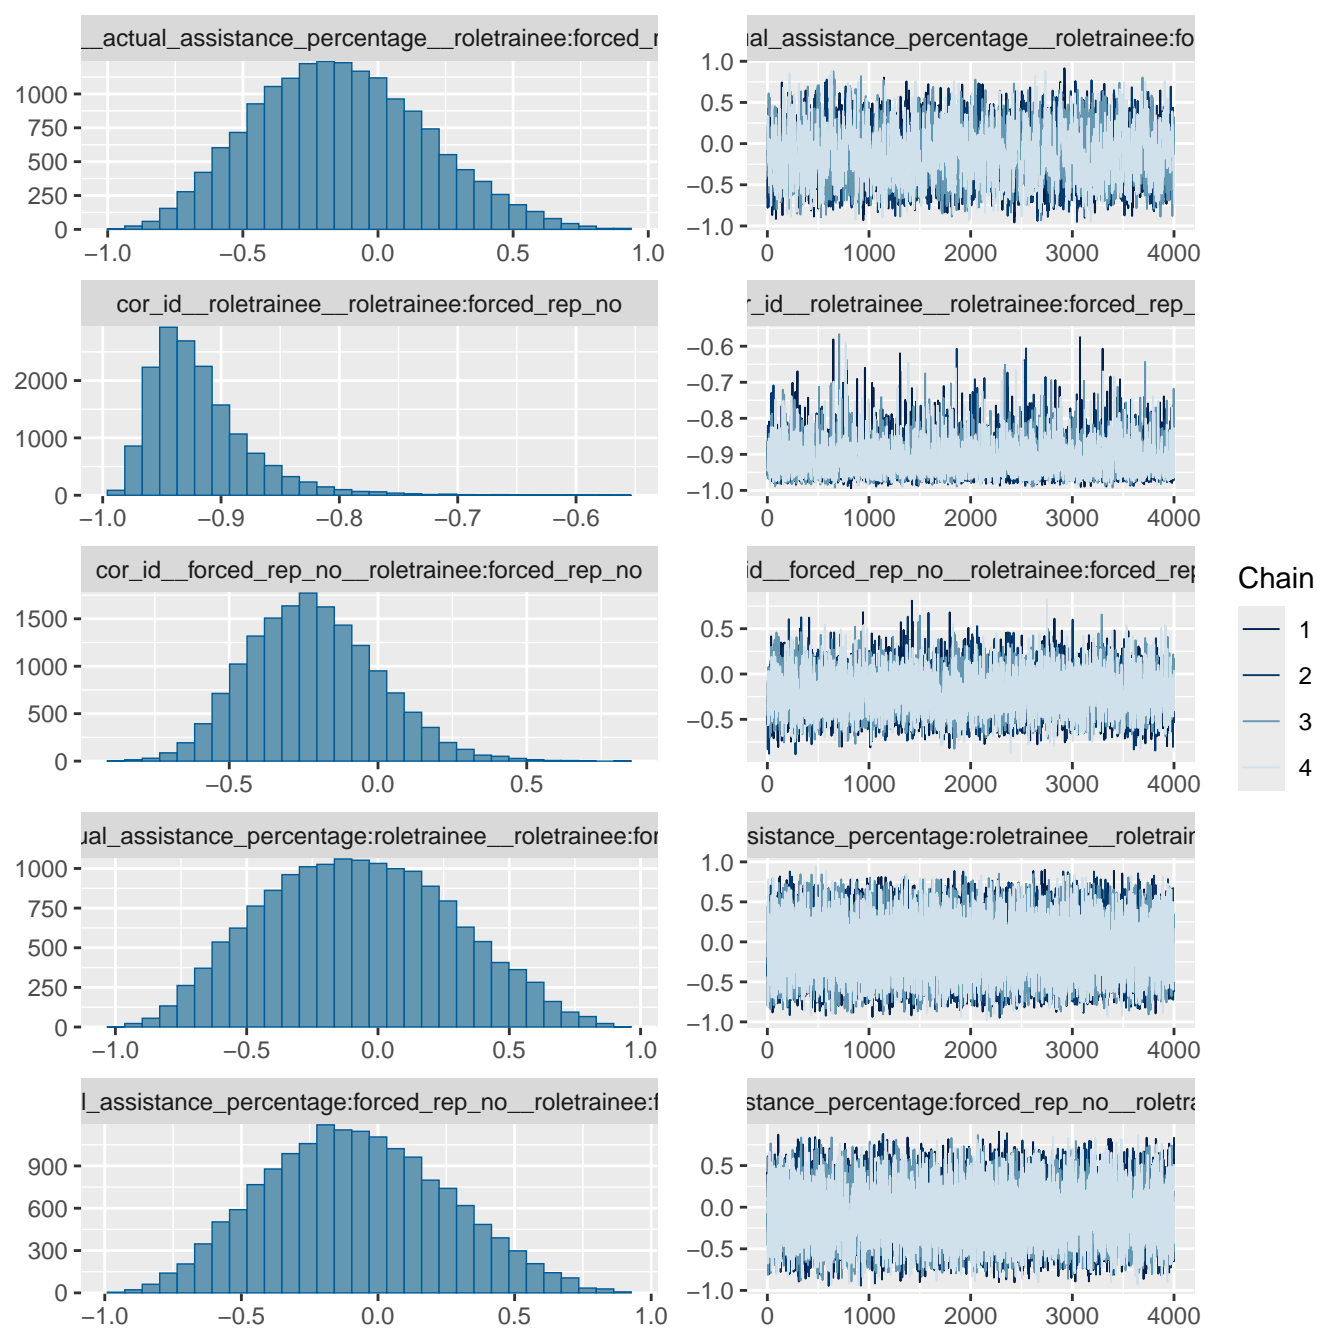 __actual_assistance_percentage__roletrainee:forced_r
1000
750
500
250
0
−1.0 −0.5 0.0 0.5 1.0
ual_assistance_percentage__roletrainee:fo
1.0
0.5
0.0
−0.5
−1.0
0 1000 2000 3000 4000
cor_id__roletrainee__roletrainee:forced_rep_no
2000
1000
0
−1.0 −0.9 −0.8 −0.7 −0.6
r_id__roletrainee__roletrainee:forced_rep_
−0.6
−0.7
−0.8
−0.9
−1.0
0 1000 2000 3000 4000
cor_id__forced_rep_no__roletrainee:forced_rep_no
1500
1000
500
0
−0.5 0.0 0.5
id__forced_rep_no__roletrainee:forced_rep
0.5
0.0
−0.5
0 1000 2000 3000 4000
ual_assistance_percentage:roletrainee__roletrainee:for
1000
750
500
250
0
−1.0 −0.5 0.0 0.5 1.0
sistance_percentage:roletrainee__roletrain
1.0
0.5
0.0
−0.5
−1.0
0 1000 2000 3000 4000
l_assistance_percentage:forced_rep_no__roletrainee:f
900
600
300
0
−1.0 −0.5 0.0 0.5 1.0
stance_percentage:forced_rep_no__roletra
0.5
0.0
−0.5
−1.0
0 1000 2000 3000 4000
Chain
1
2
3
4